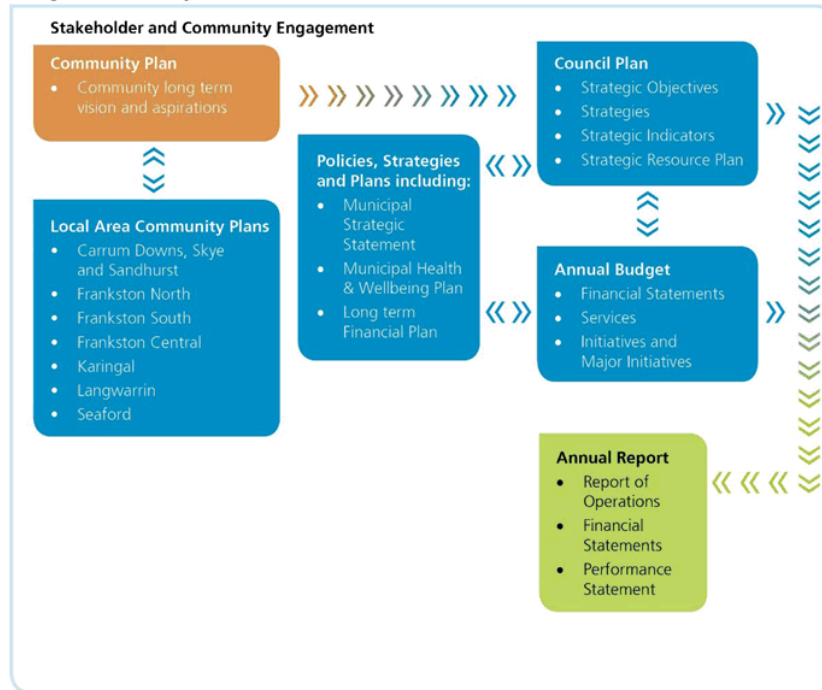 Stakeholder and Community Engagement
Community Plan
• Community long term
vision and aspirations
Council Plan
• Strategic Objectives
• Strategies
• Strategic Indicators
• Strategic Resource Plan
Policies, Strategies
and Plans including:
• Municipal
Strategic
Statement
• Municipal Health
& Wellbeing Plan
• Long term
Financial Plan
Local Area Community Plans
• Carrum Downs, Skye
and Sandhurst
• Frankston North
• Frankston South
• Frankston Central
• Karingal
• Langwarrin
• Seaford
Annual Budget
• Financial Statements
• Services
• Initiatives and
Major Initiatives
Annual Report
• Report of
Operations
• Financial
Statements
• Performance
Statement